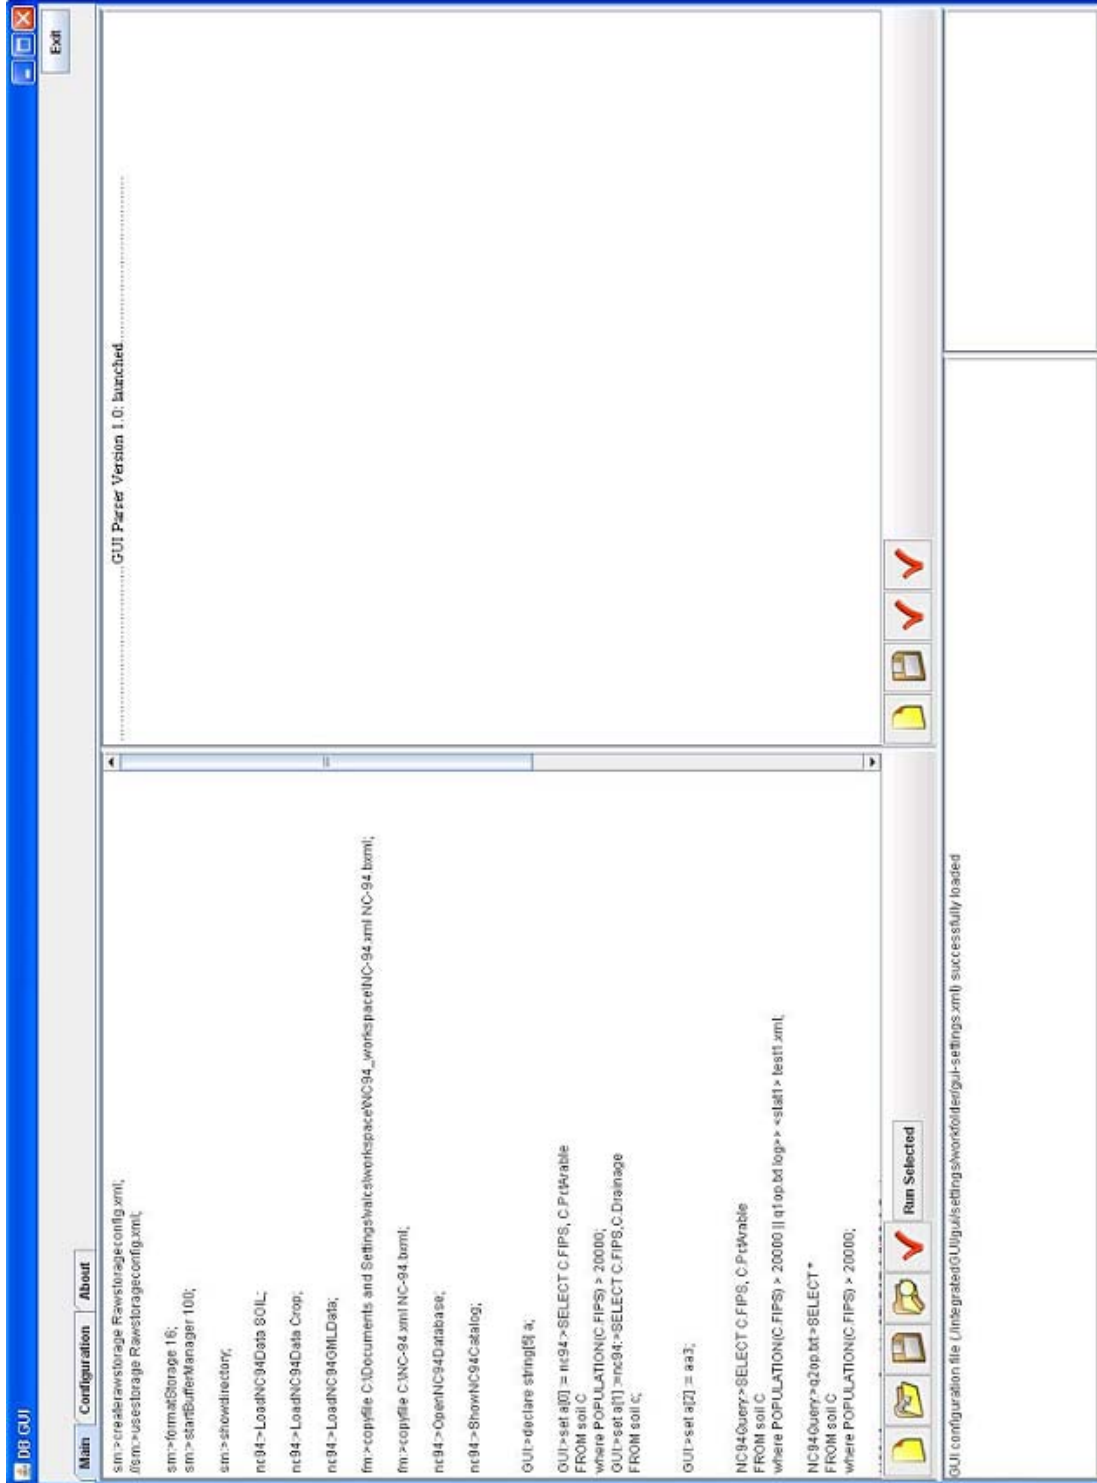 DB GUI
Exit
Main
Configuration
About
sm:>createrawstorage Rawstorageconfig.xml;
//sm:>usestorage Rawstorageconfig.xml;
sm:>formatStorage 16;
sm:>startBufferManager 100;
sm:>showdirectory;
nc94:>LoadNC94Data SOIL;
nc94:>LoadNC94Data Crop;
nc94:>LoadNC94GMLData;
fm:>copyfile C:\Documents and Settings\valcs\workspace\NC94_workspace\NC-94.xml NC-94.bxml;
fm:>copyfile C:\NC-94.xml NC-94.bxml;
nc94:>OpenNC94Database;
nc94:>ShowNC94Catalog;
GUI:>declare string[5] a;
GUI:>set a[0] := nc94:>SELECT C.FIPS, C.PctArable
FROM soil C
where POPULATION(C.FIPS) > 20000;
GUI:>set a[1] :=nc94:>SELECT C.FIPS,C.Drainage
FROM soil c;
GUI:>set a[2] := aa3;
NC94Query:>SELECT C.FIPS, C.PctArable
FROM soil C
where POPULATION(C.FIPS) > 20000 || q1op.txt log>> <stat1> test1.xml;
NC94Query:>q2op.txt>SELECT *
FROM soil C
where POPULATION(C.FIPS) > 20000;
Run Selected
GUI Parser Version 1.0: launched
GUI configuration file (./IntegratedGUI/gui/settings/workfolder/gui-settings.xml) successfully loaded